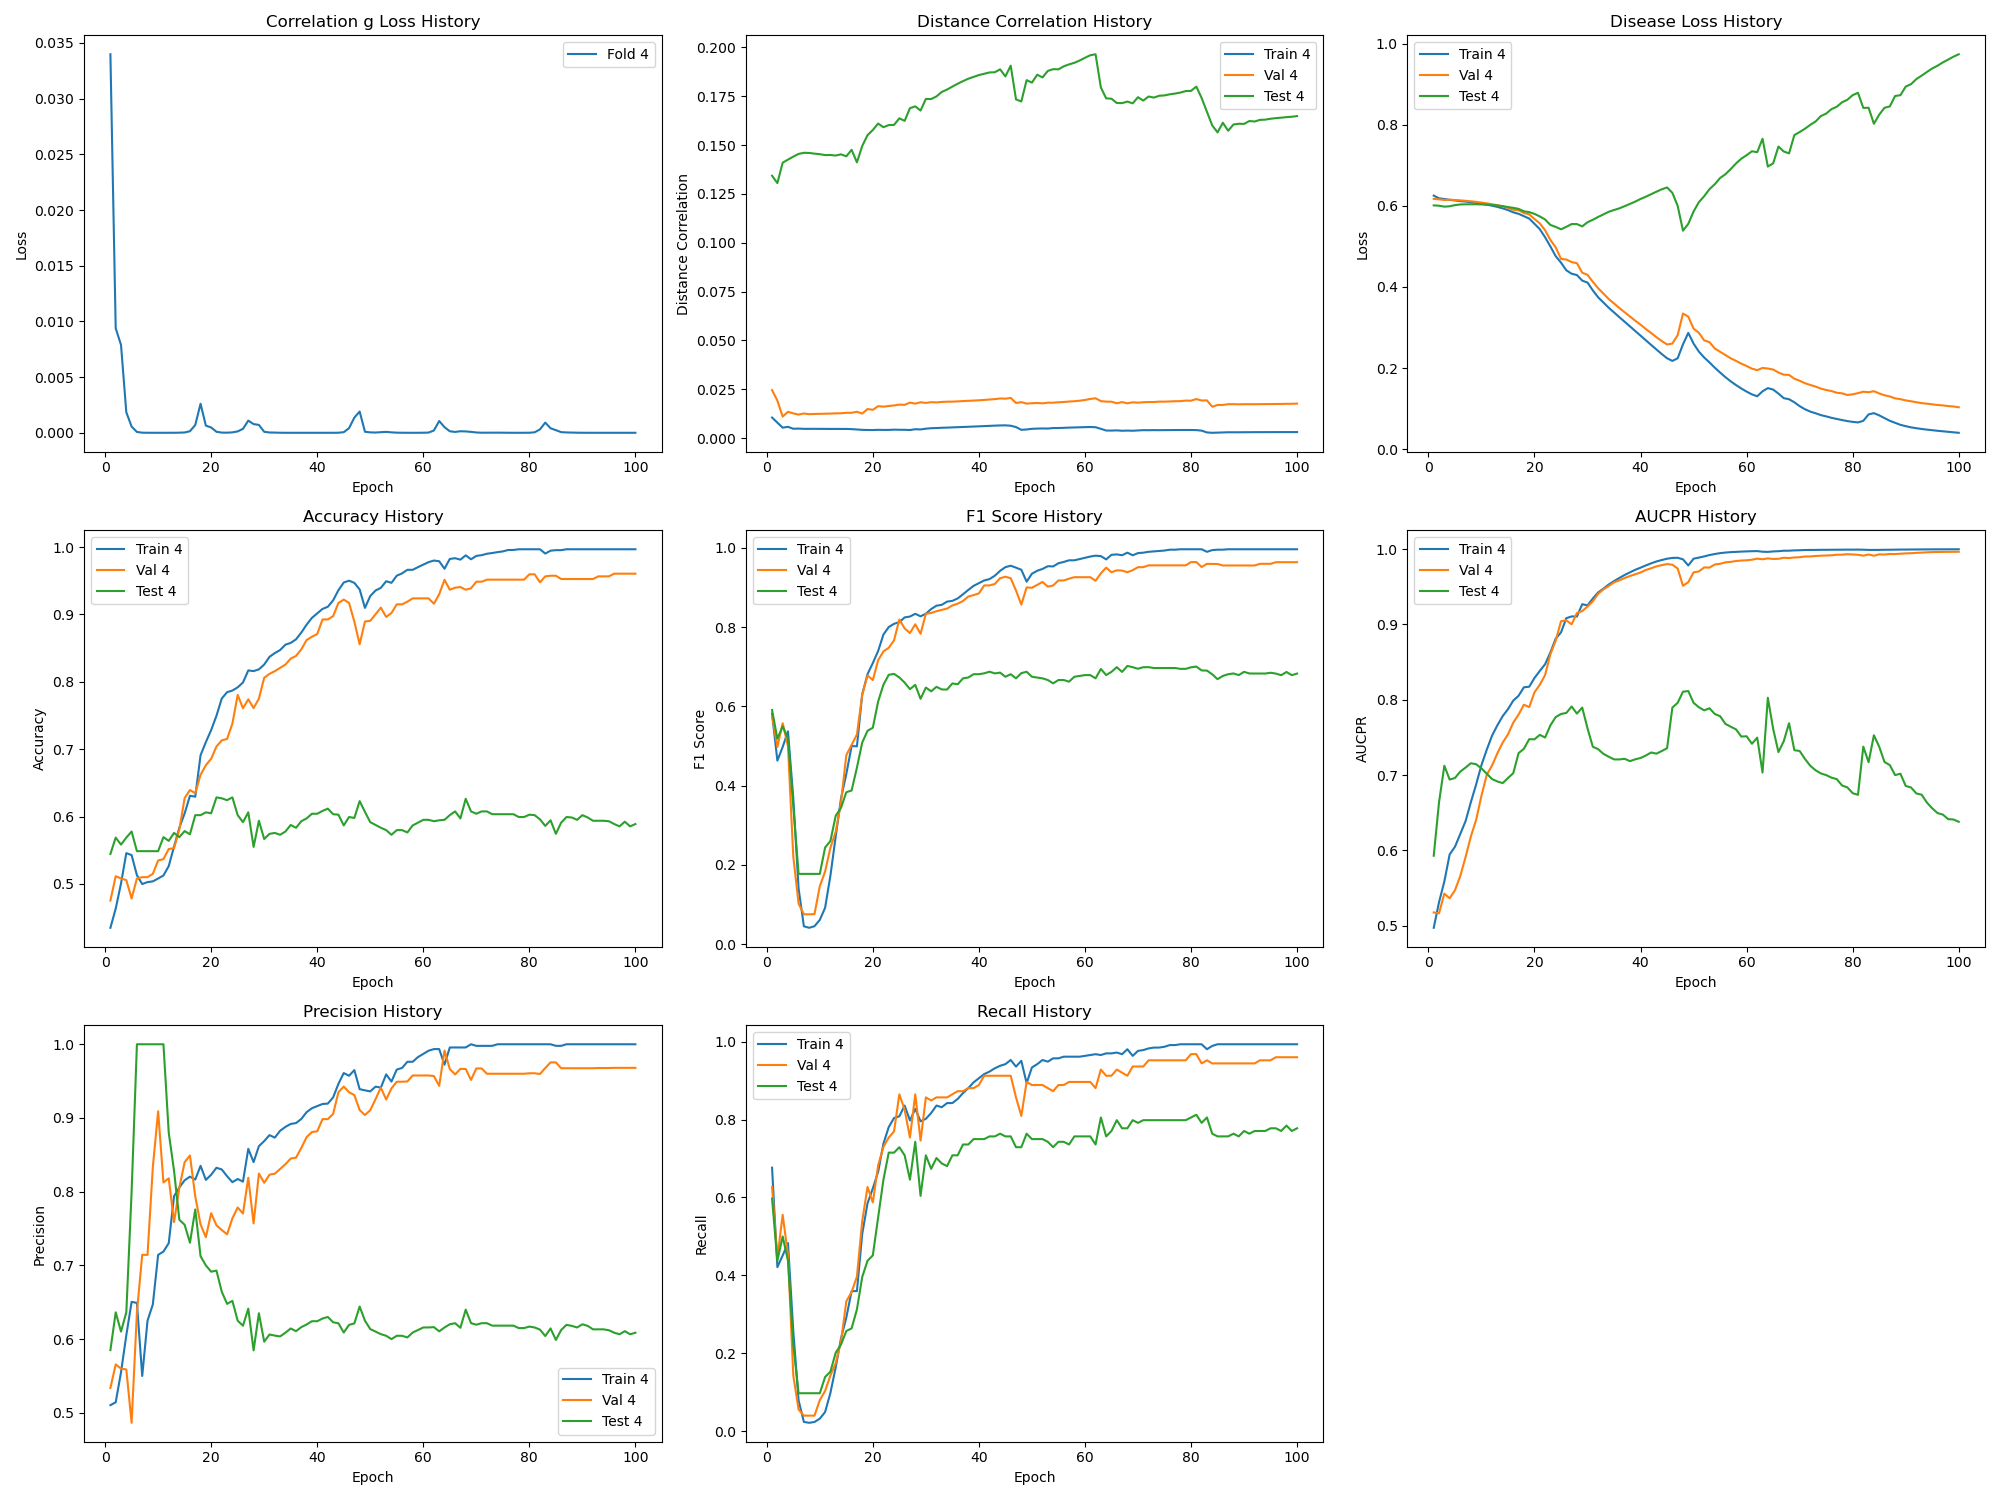 Correlation g Loss History
Loss
0.035
0.030
0.025
0.020
0.015
0.010
0.005
0.000
0 20 40 60 80 100
Epoch
Fold 4
Distance Correlation History
Distance Correlation
0.200
0.175
0.150
0.125
0.100
0.075
0.050
0.025
0.000
0 20 40 60 80 100
Epoch
Train 4
Val 4
Test 4
Disease Loss History
Loss
1.0
0.8
0.6
0.4
0.2
0.0
0 20 40 60 80 100
Epoch
Train 4
Val 4
Test 4
Accuracy History
Accuracy
1.0
0.9
0.8
0.7
0.6
0.5
0 20 40 60 80 100
Epoch
Train 4
Val 4
Test 4
F1 Score History
F1 Score
1.0
0.8
0.6
0.4
0.2
0.0
0 20 40 60 80 100
Epoch
Train 4
Val 4
Test 4
AUCPR History
AUCPR
1.0
0.9
0.8
0.7
0.6
0.5
0 20 40 60 80 100
Epoch
Train 4
Val 4
Test 4
Precision History
Precision
1.0
0.9
0.8
0.7
0.6
0.5
0 20 40 60 80 100
Epoch
Train 4
Val 4
Test 4
Recall History
Recall
1.0
0.8
0.6
0.4
0.2
0.0
0 20 40 60 80 100
Epoch
Train 4
Val 4
Test 4